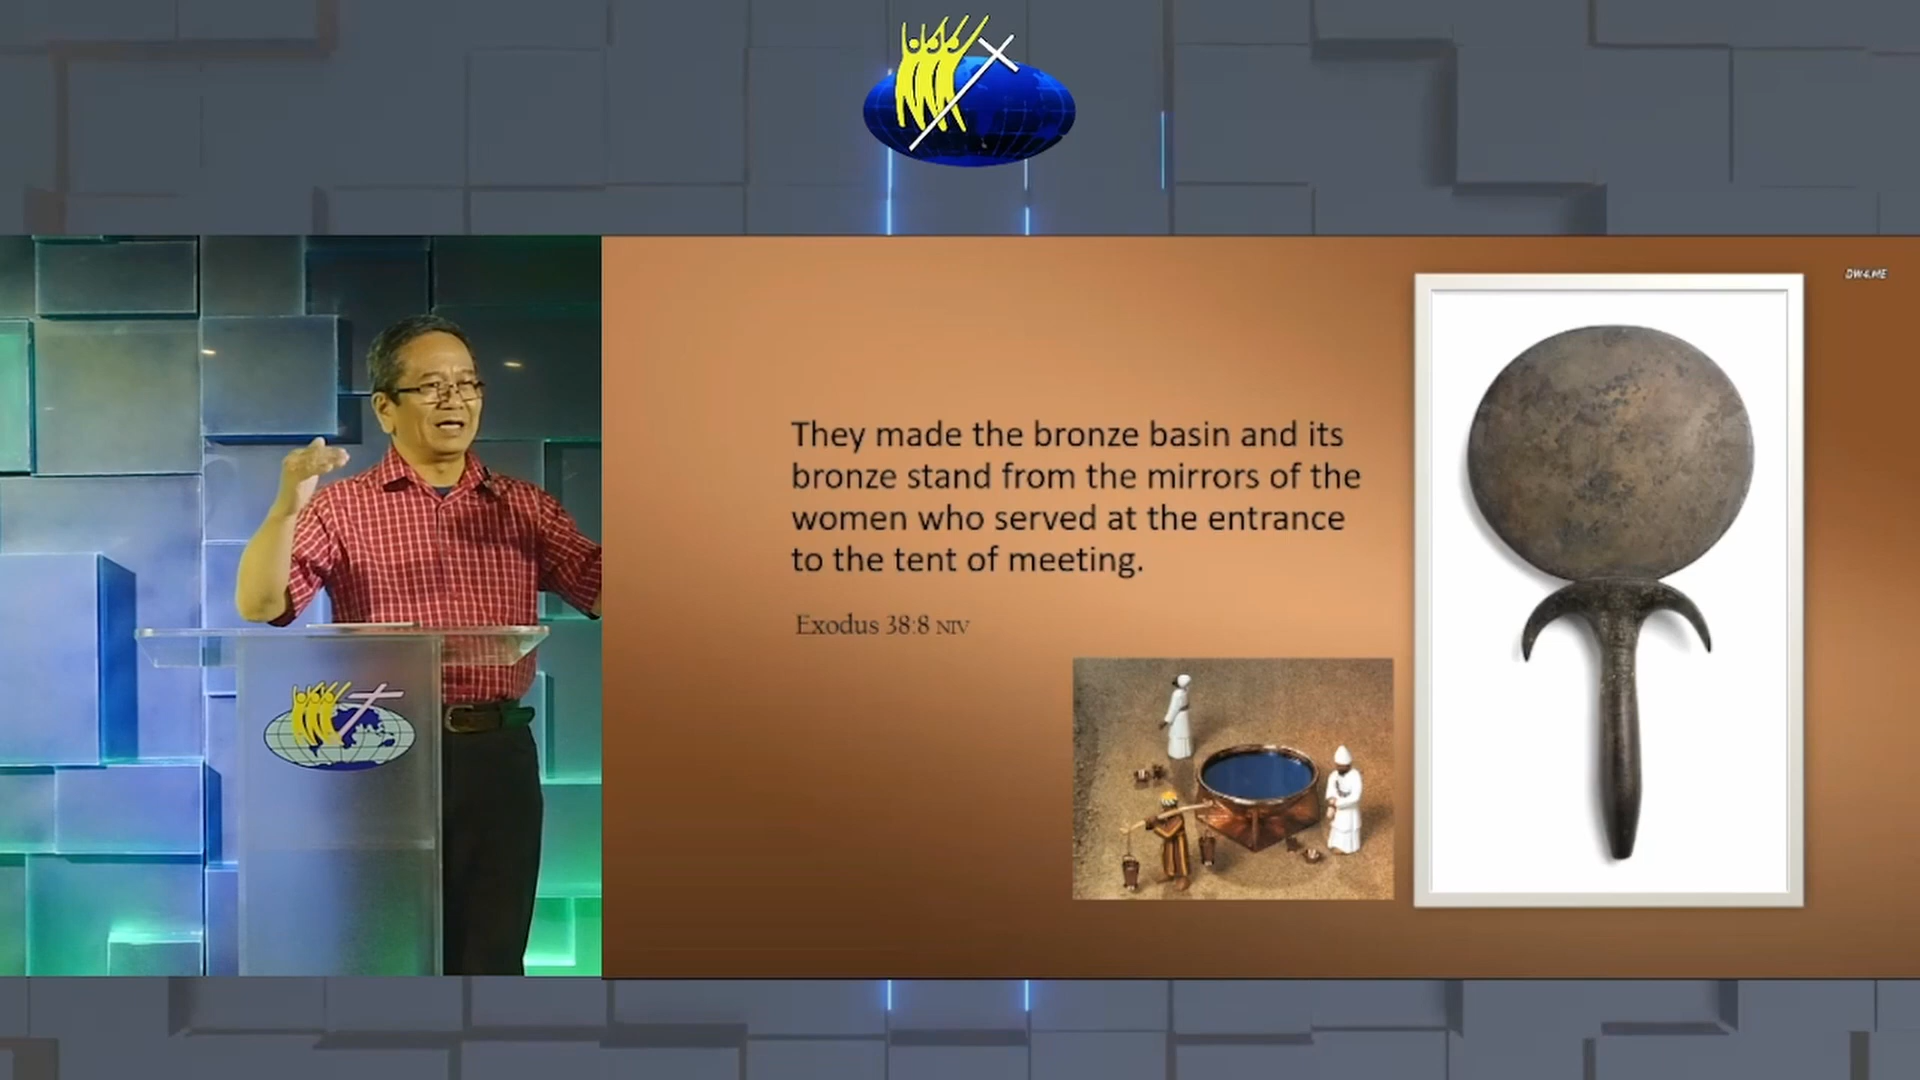 DW4.ME
They made the bronze basin and its
bronze stand from the mirrors of the
women who served at the entrance
to the tent of meeting.
Exodus 38:8 NIV